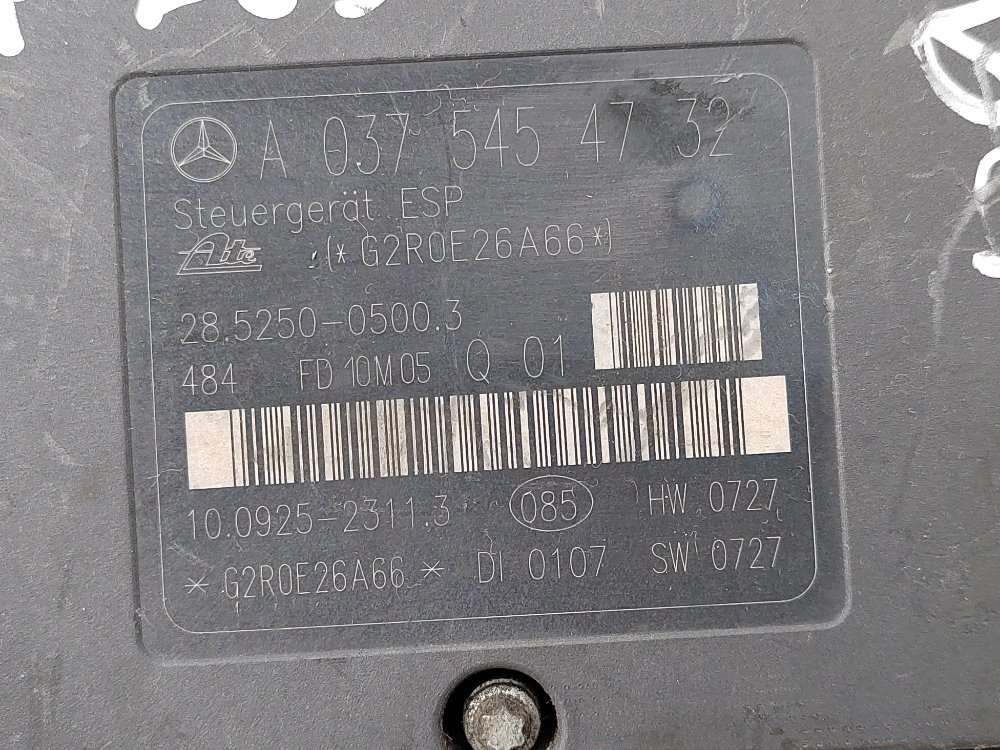 A 037 545 47 32
Steuergerät ESP
Ate (*G2R0E26A66*)
28.5250-0500.3
484 FD 10M05 Q 01
10.0925-2311.3 085 HW 0727
*G2R0E26A66* DI 0107 SW 0727